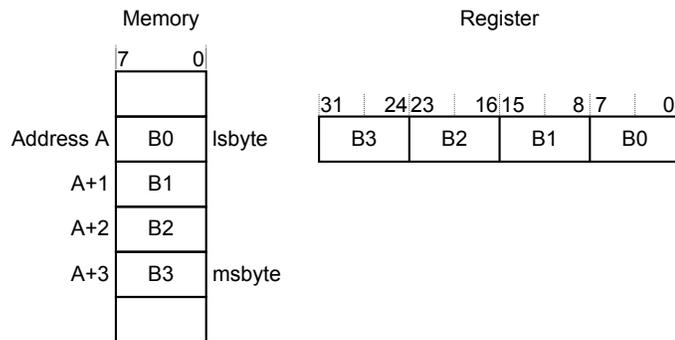 Memory Register
7 0
31 24 23 16 15 8 7 0
Address A B0 lsbyte B3 B2 B1 B0
A+1 B1
A+2 B2
A+3 B3 msbyte